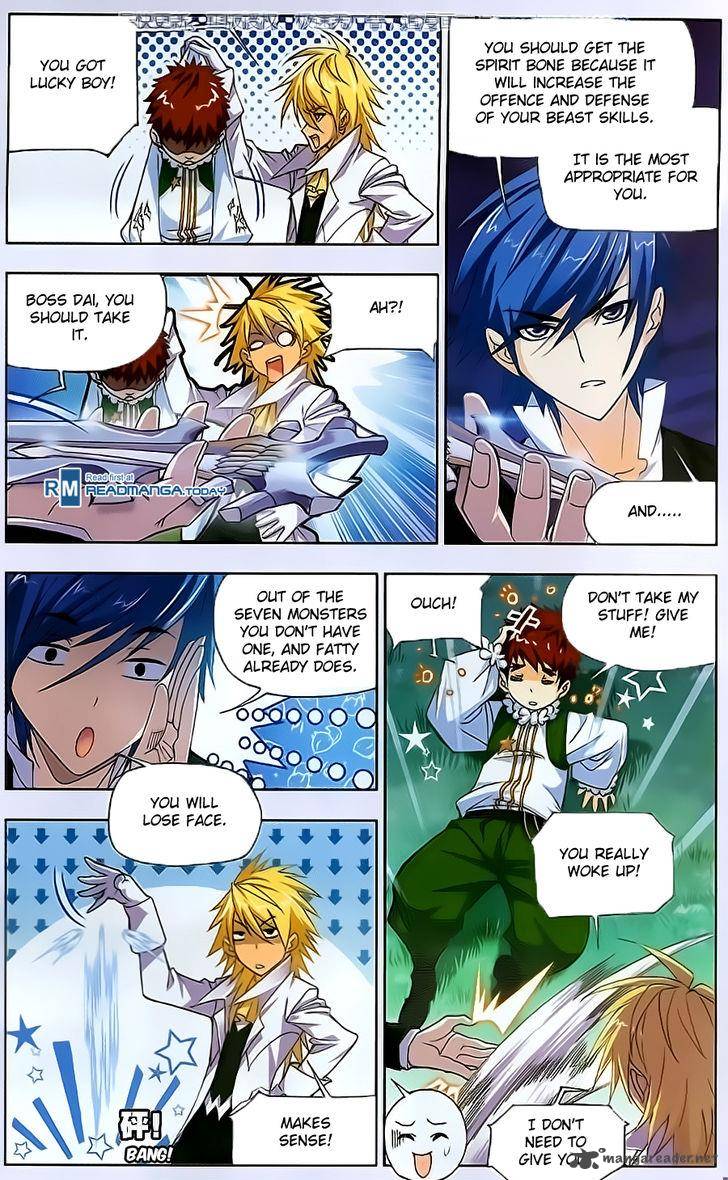 YOU GOT
LUCKY BOY!
YOU SHOULD GET THE
SPIRIT BONE BECAUSE IT
WILL INCREASE THE
OFFENCE AND DEFENSE
OF YOUR BEAST SKILLS.
IT IS THE MOST
APPROPRIATE FOR
YOU.
BOSS DAI, YOU
SHOULD TAKE
IT.
AH?!
RM
Read first at
READMANGA.TODAY
AND.....
OUT OF THE
SEVEN MONSTERS
YOU DON'T HAVE
ONE, AND FATTY
ALREADY DOES.
OUCH!
DON'T TAKE MY
STUFF! GIVE
ME!
YOU WILL
LOSE FACE.
YOU REALLY
WOKE UP!
砰!
BANG!
MAKES
SENSE!
I DON'T
NEED TO
GIVE YOU
mangareader.net